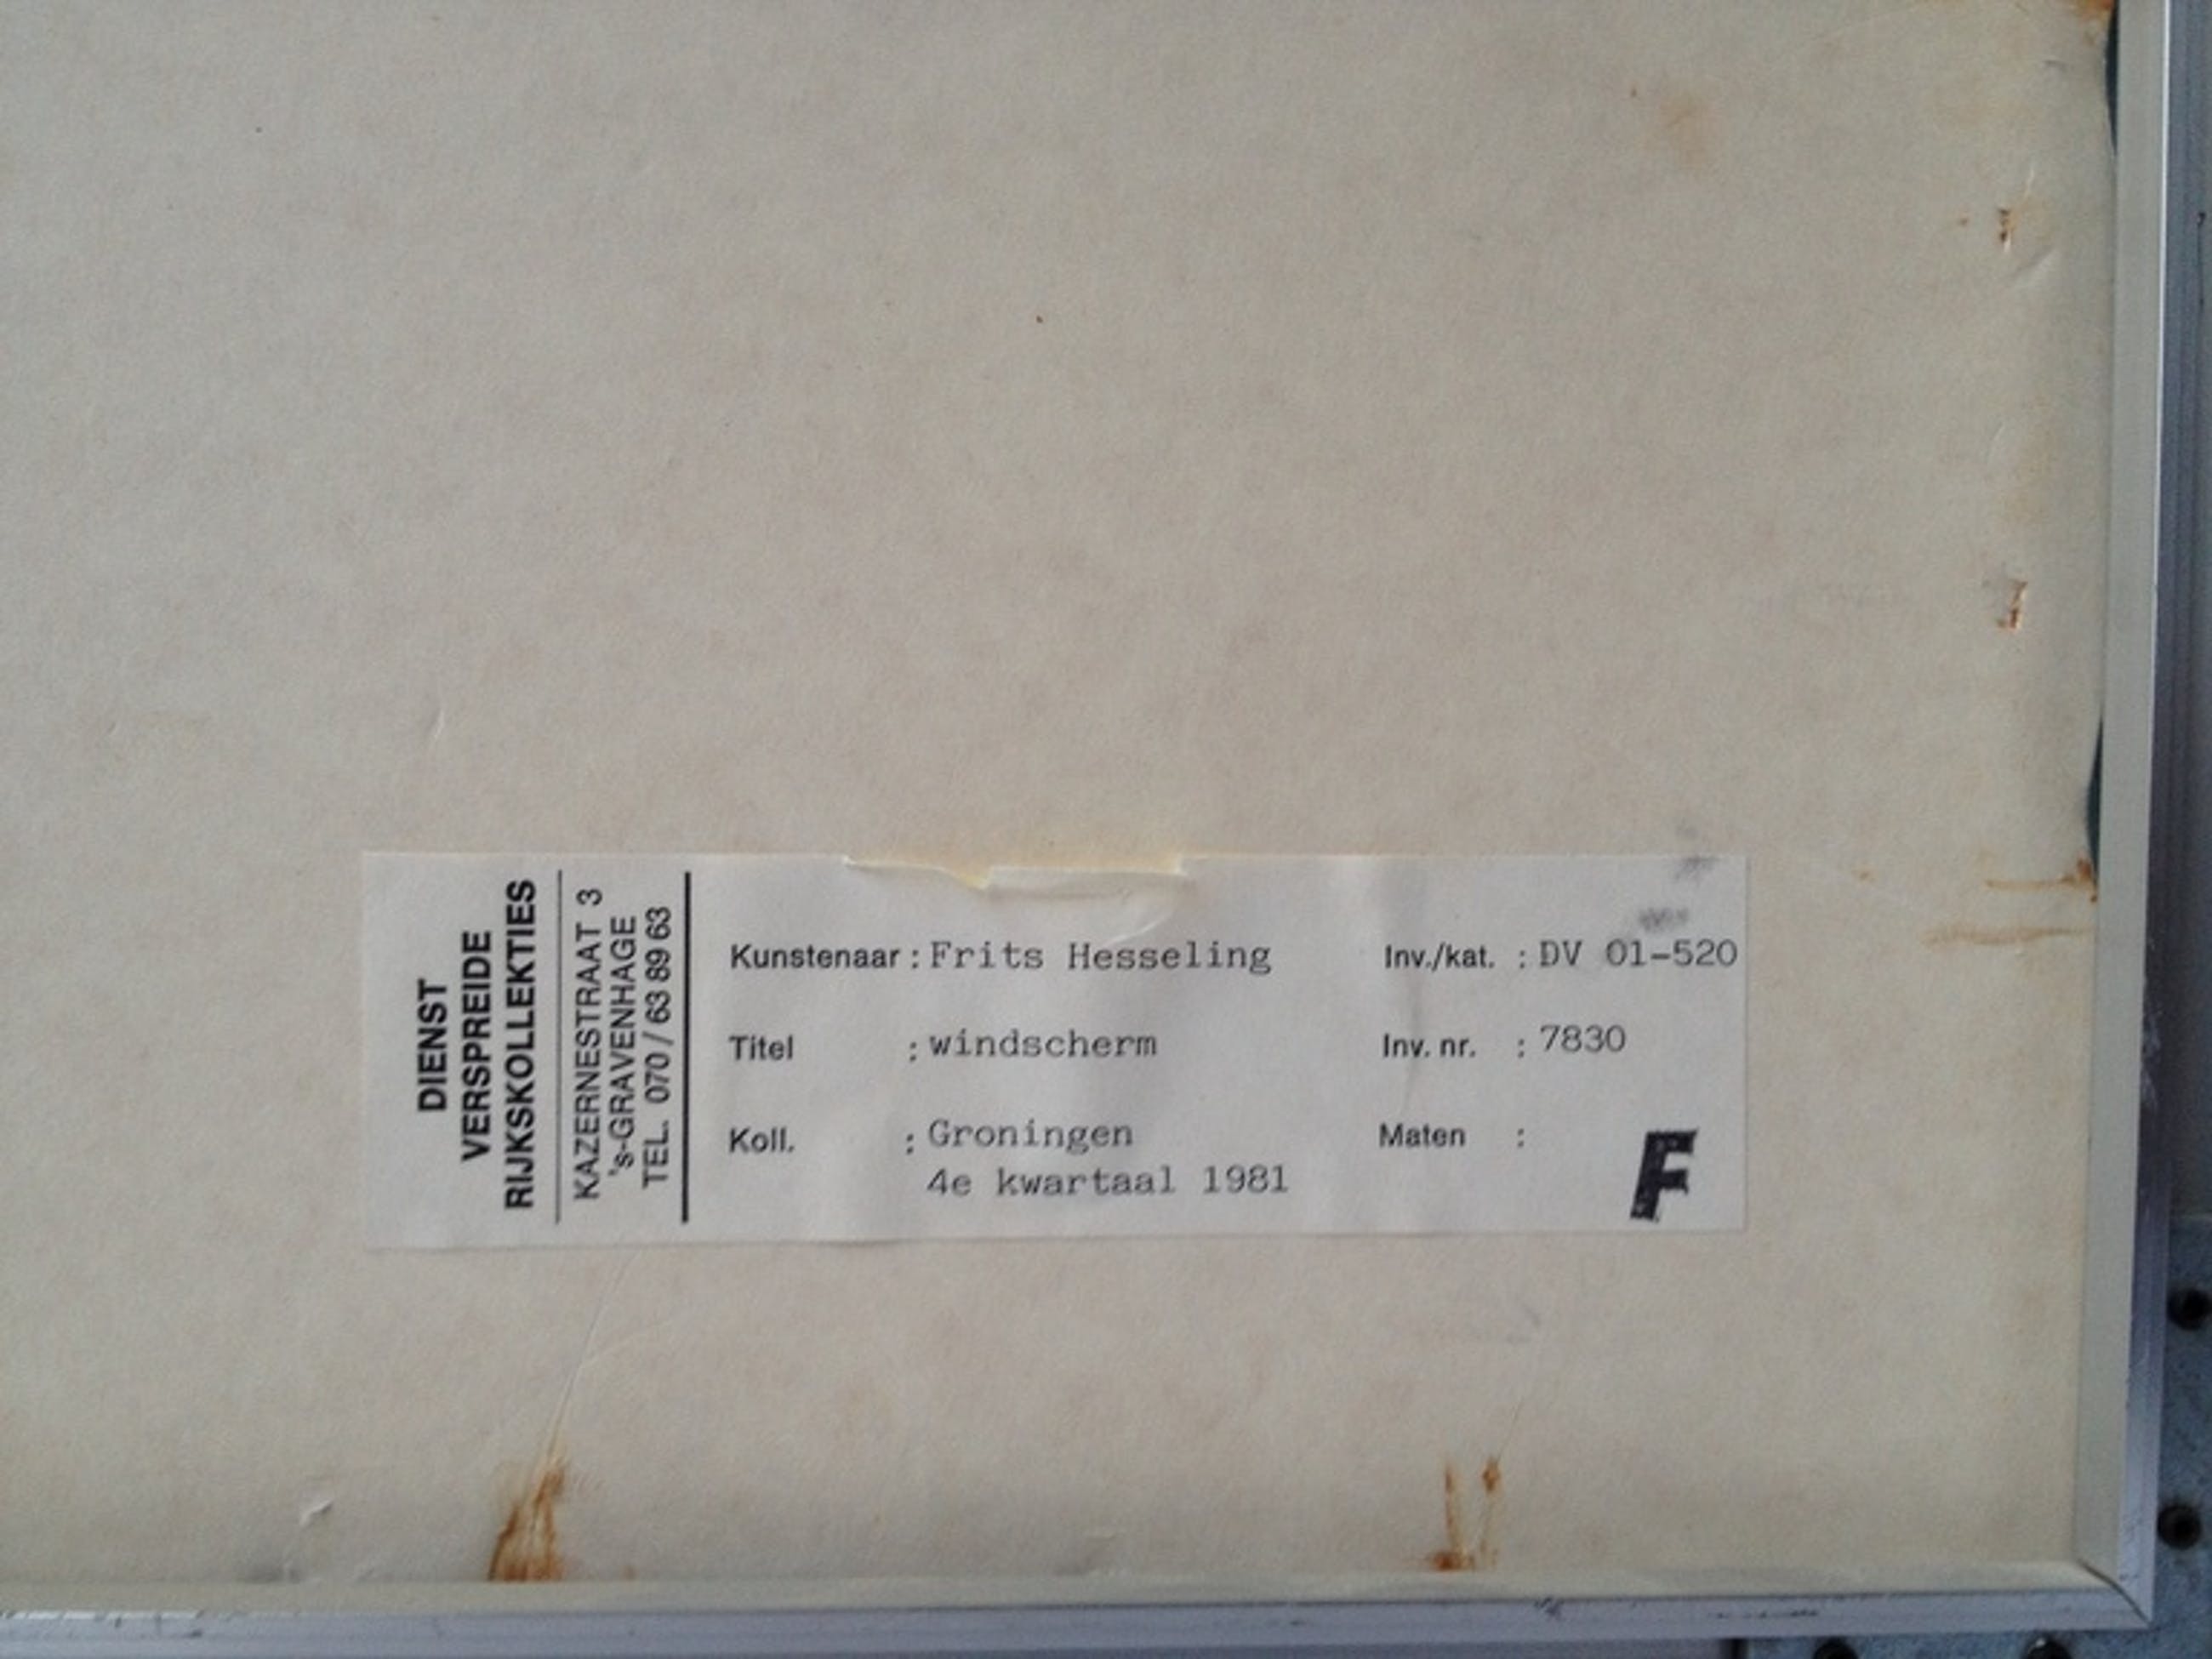 DIENST
VERSPREIDE
RIJKSKOLLEKTIES
KAZERNESTRAAT 3
's-GRAVENHAGE
TEL. 070/63 89 63
Kunstenaar : Frits Hesseling
Titel : windscherm
Koll. : Groningen
4e kwartaal 1981
Inv./kat. : DV 01-520
Inv. nr. : 7830
Maten :
F